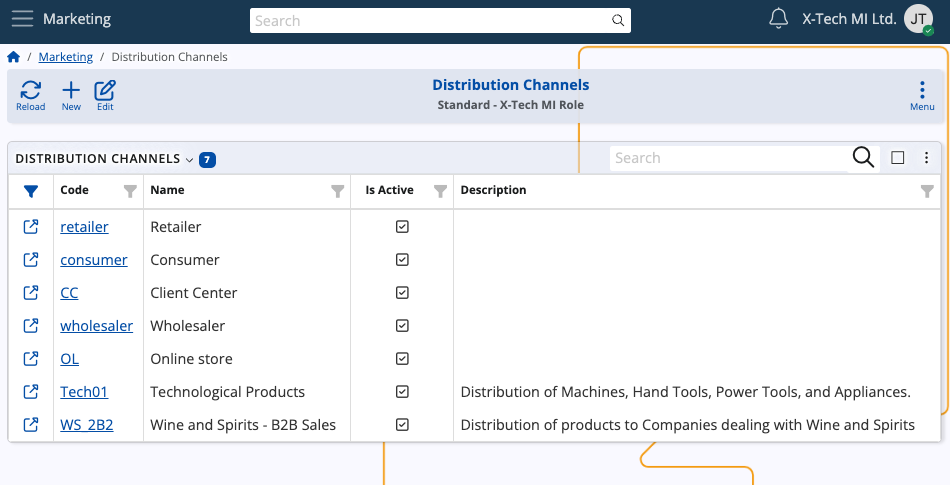 Marketing
Search
X-Tech MI Ltd.
JT
/ Marketing / Distribution Channels
Reload
New
Edit
Distribution Channels
Standard - X-Tech MI Role
Menu
DISTRIBUTION CHANNELS 7
Search
Code Name Is Active Description
retailer Retailer
consumer Consumer
CC Client Center
wholesaler Wholesaler
OL Online store
Tech01 Technological Products Distribution of Machines, Hand Tools, Power Tools, and Appliances.
WS_2B2 Wine and Spirits - B2B Sales Distribution of products to Companies dealing with Wine and Spirits